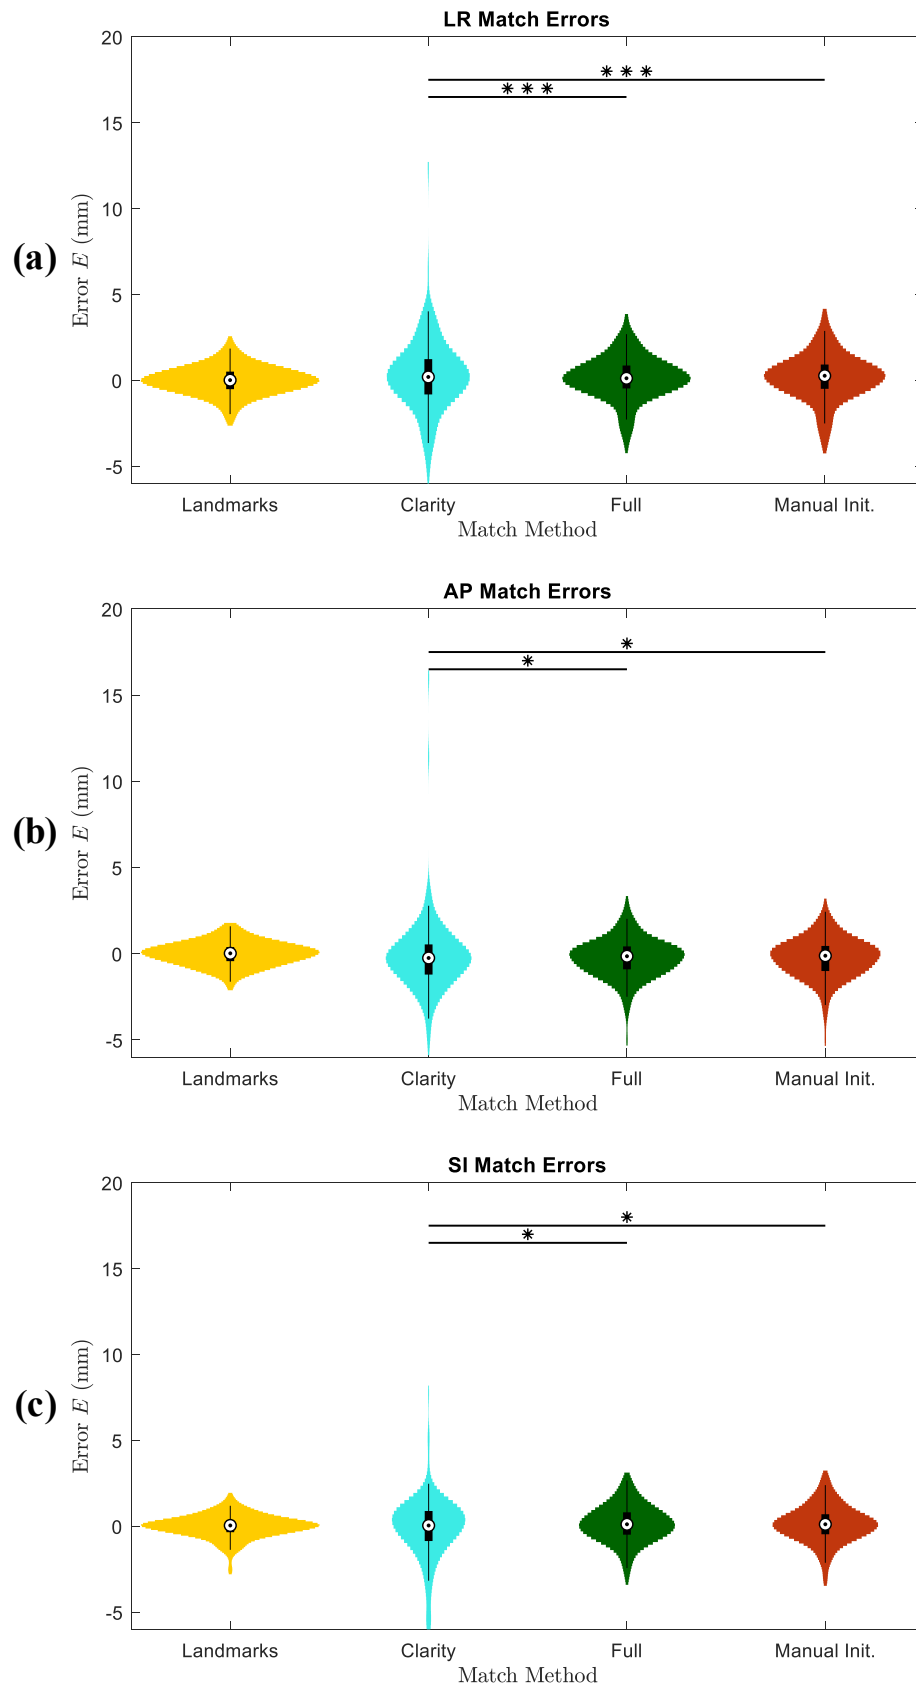 LR Match Errors
20
15
10
5
0
-5
(a)
Error E (mm)
✳ ✳ ✳
✳ ✳ ✳
Landmarks Clarity Full Manual Init.
Match Method
AP Match Errors
20
15
10
5
0
-5
(b)
Error E (mm)
✳
✳
Landmarks Clarity Full Manual Init.
Match Method
SI Match Errors
20
15
10
5
0
-5
(c)
Error E (mm)
✳
✳
Landmarks Clarity Full Manual Init.
Match Method